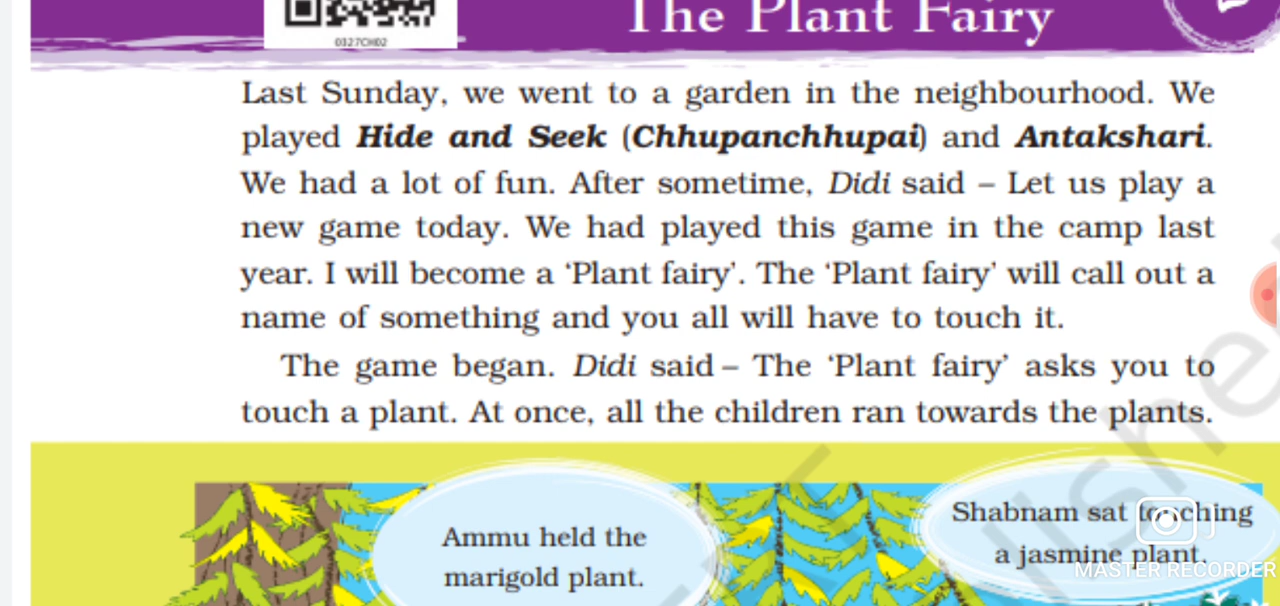 The Plant Fairy
0327CH02
Last Sunday, we went to a garden in the neighbourhood. We
played Hide and Seek (Chhupanchhupai) and Antakshari.
We had a lot of fun. After sometime, Didi said – Let us play a
new game today. We had played this game in the camp last
year. I will become a ‘Plant fairy’. The ‘Plant fairy’ will call out a
name of something and you all will have to touch it.
The game began. Didi said – The ‘Plant fairy’ asks you to
touch a plant. At once, all the children ran towards the plants.
Ammu held the
marigold plant.
Shabnam sat touching
a jasmine plant.
MASTER RECORDER